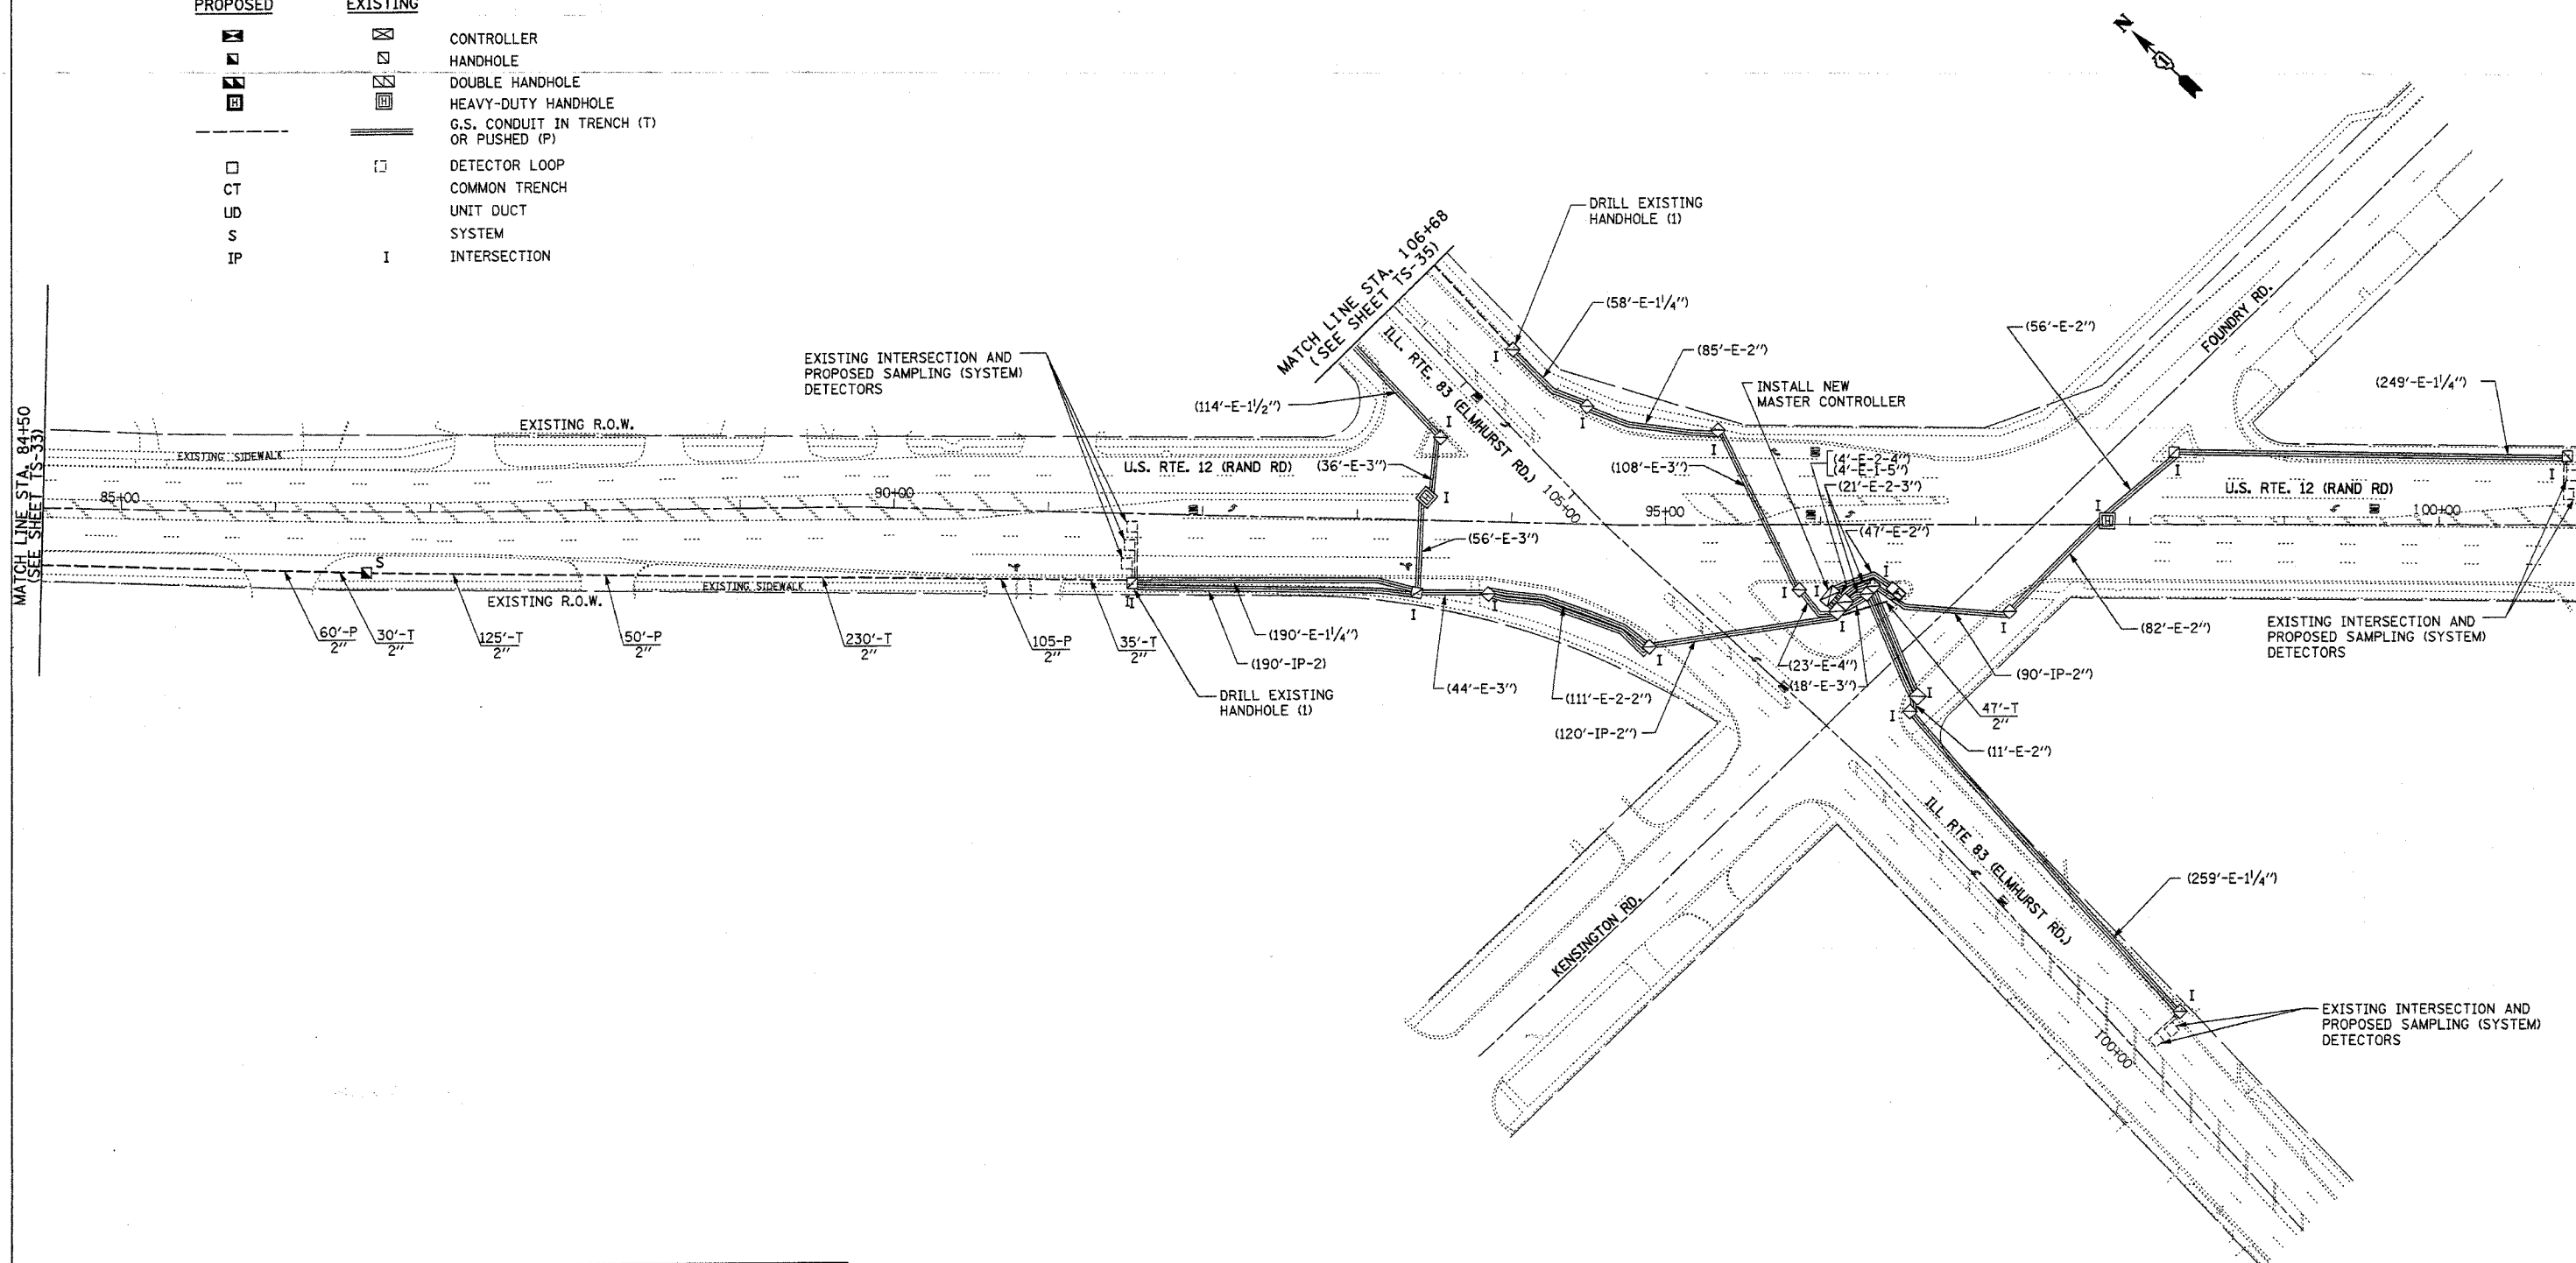 PROPOSED EXISTING
CONTROLLER
HANDHOLE
DOUBLE HANDHOLE
H H HEAVY-DUTY HANDHOLE
G.S. CONDUIT IN TRENCH (T)
OR PUSHED (P)
DETECTOR LOOP
CT COMMON TRENCH
UD UNIT DUCT
S SYSTEM
IP I INTERSECTION
N
MATCH LINE STA. 84+50
(SEE SHEET TS-33)
EXISTING SIDEWALK
85+00
EXISTING R.O.W.
90+00
S
EXISTING R.O.W.
EXISTING SIDEWALK
60'-P
2"
30'-T
2"
125'-T
2"
50'-P
2"
230'-T
2"
105-P
2"
35'-T
2"
EXISTING INTERSECTION AND
PROPOSED SAMPLING (SYSTEM)
DETECTORS
U.S. RTE. 12 (RAND RD)
(36'-E-3")
(114'-E-1½")
MATCH LINE STA. 106+68
(SEE SHEET TS-35)
ILL. RTE. 83 (ELMHURST RD.)
105+00
I
I
I
I
(56'-E-3")
(190'-E-1¼")
(190'-IP-2)
DRILL EXISTING
HANDHOLE (1)
I
(44'-E-3")
I
(111'-E-2-2")
I
(120'-IP-2")
DRILL EXISTING
HANDHOLE (1)
I
(58'-E-1¼")
I
(85'-E-2")
I
INSTALL NEW
MASTER CONTROLLER
(108'-E-3")
95+00
(4'-E-2-4")
(4'-E-1-5")
(21'-E-2-3")
(47'-E-2")
I
I
I
I
(23'-E-4")
(18'-E-3")
I
I
47'-T
2"
(11'-E-2")
(90'-IP-2")
I
(82'-E-2")
H
I
(56'-E-2")
I
FOUNDRY RD.
(249'-E-1¼")
U.S. RTE. 12 (RAND RD)
100+00
I
EXISTING INTERSECTION AND
PROPOSED SAMPLING (SYSTEM)
DETECTORS
KENSINGTON RD.
ILL RTE 83 (ELMHURST RD.)
(259'-E-1¼")
I
100+00
EXISTING INTERSECTION AND
PROPOSED SAMPLING (SYSTEM)
DETECTORS